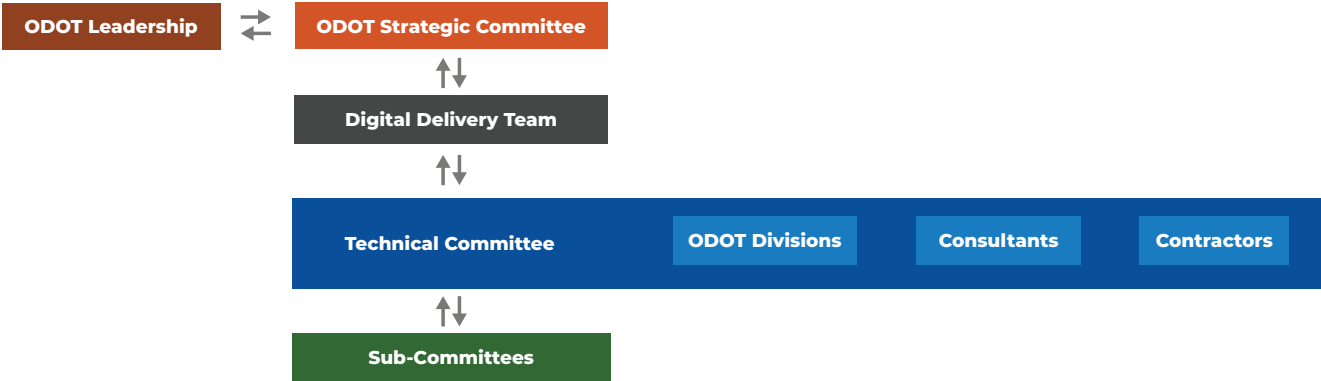 ODOT Leadership
ODOT Strategic Committee
Digital Delivery Team
Technical Committee
ODOT Divisions
Consultants
Contractors
Sub-Committees